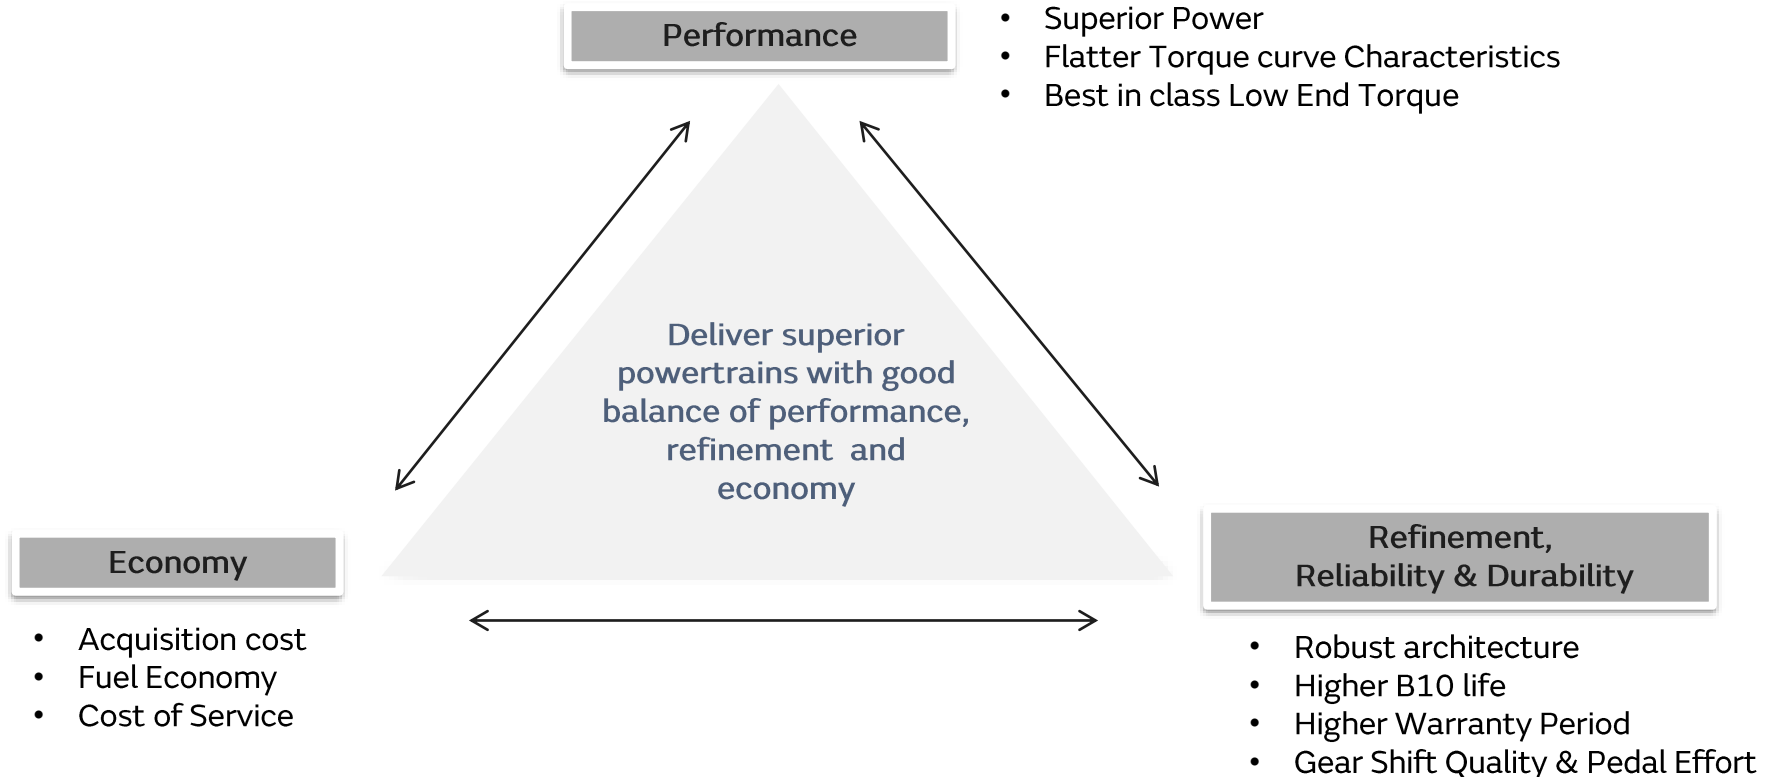 Performance
• Superior Power
• Flatter Torque curve Characteristics
• Best in class Low End Torque
Deliver superior
powertrains with good
balance of performance,
refinement  and
economy
Economy
• Acquisition cost
• Fuel Economy
• Cost of Service
Refinement,
Reliability & Durability
• Robust architecture
• Higher B10 life
• Higher Warranty Period
• Gear Shift Quality & Pedal Effort